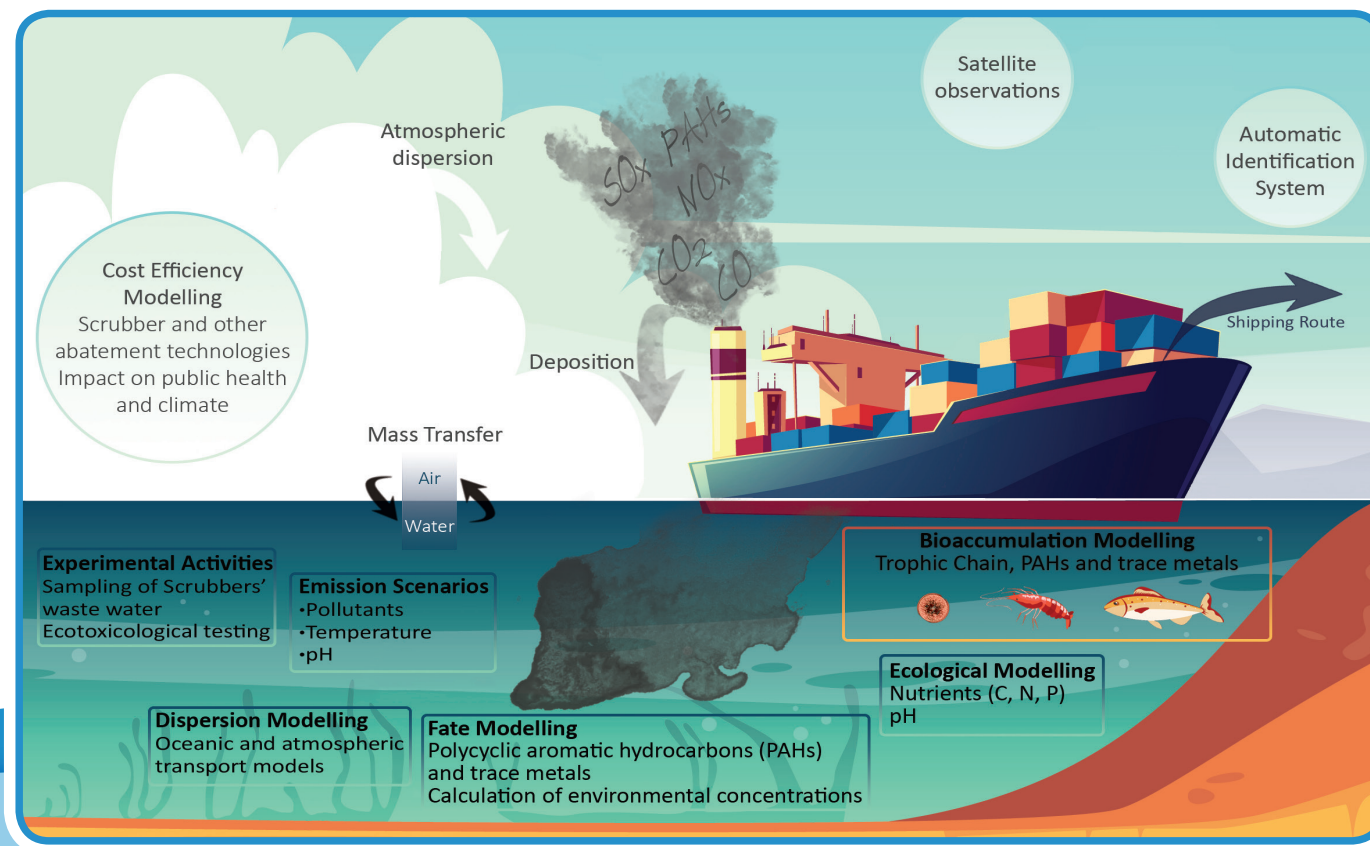 Satellite
observations
Automatic
Identification
System
Atmospheric
dispersion
SOx PAHs
NOx
CO2
CO
Cost Efficiency
Modelling
Scrubber and other
abatement technologies
Impact on public health
and climate
Shipping Route
Deposition
Mass Transfer
Air
Water
Experimental Activities
Sampling of Scrubbers’
waste water
Ecotoxicological testing
Emission Scenarios
•Pollutants
•Temperature
•pH
Bioaccumulation Modelling
Trophic Chain, PAHs and trace metals
Ecological Modelling
Nutrients (C, N, P)
pH
Dispersion Modelling
Oceanic and atmospheric
transport models
Fate Modelling
Polycyclic aromatic hydrocarbons (PAHs)
and trace metals
Calculation of environmental concentrations